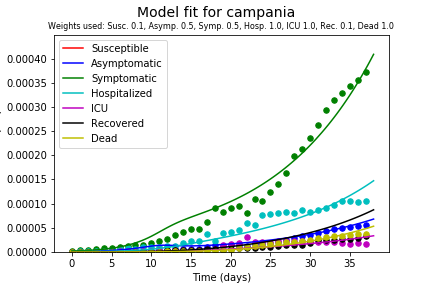 Model fit for campania
Weights used: Susc. 0.1, Asymp. 0.5, Symp. 0.5, Hosp. 1.0, ICU 1.0, Rec. 0.1, Dead 1.0
Susceptible
Asymptomatic
Symptomatic
Hospitalized
ICU
Recovered
Dead
0.00040
0.00035
0.00030
0.00025
0.00020
0.00015
0.00010
0.00005
0.00000
0 5 10 15 20 25 30 35
Time (days)